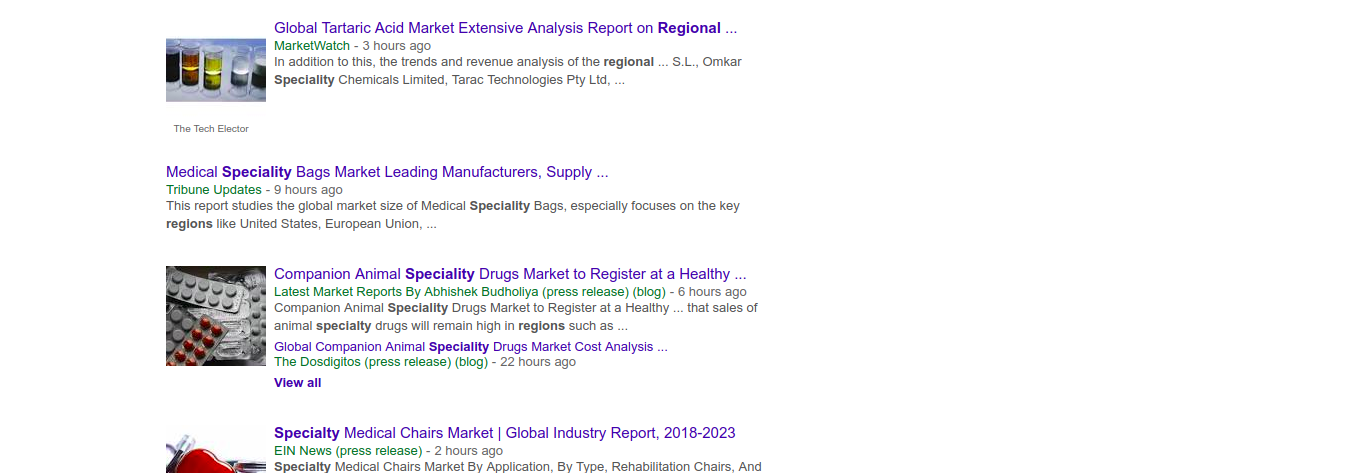 Global Tartaric Acid Market Extensive Analysis Report on Regional ...
MarketWatch - 3 hours ago
In addition to this, the trends and revenue analysis of the regional ... S.L., Omkar
Speciality Chemicals Limited, Tarac Technologies Pty Ltd, ...
The Tech Elector
Medical Speciality Bags Market Leading Manufacturers, Supply ...
Tribune Updates - 9 hours ago
This report studies the global market size of Medical Speciality Bags, especially focuses on the key
regions like United States, European Union, ...
Companion Animal Speciality Drugs Market to Register at a Healthy ...
Latest Market Reports By Abhishek Budholiya (press release) (blog) - 6 hours ago
Companion Animal Speciality Drugs Market to Register at a Healthy ... that sales of
animal specialty drugs will remain high in regions such as ...
Global Companion Animal Speciality Drugs Market Cost Analysis ...
The Dosdigitos (press release) (blog) - 22 hours ago
View all
Specialty Medical Chairs Market | Global Industry Report, 2018-2023
EIN News (press release) - 2 hours ago
Specialty Medical Chairs Market By Application, By Type, Rehabilitation Chairs, And